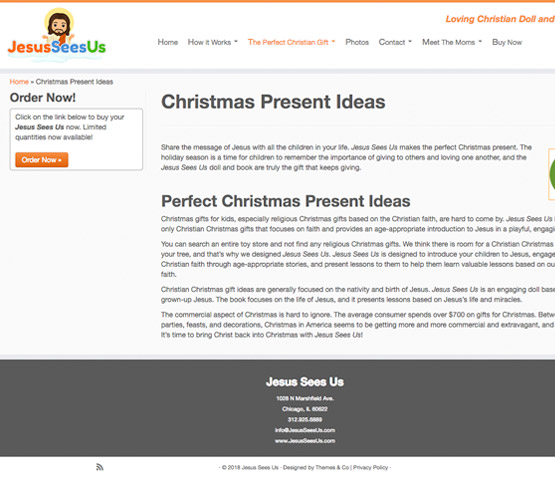 Loving Christian Doll and
JesusSeesUs
Home How it Works The Perfect Christian Gift Photos Contact Meet The Moms Buy Now
Home » Christmas Present Ideas
Order Now!
Click on the link below to buy your
Jesus Sees Us now. Limited
quantities now available!
Order Now »
Christmas Present Ideas
Share the message of Jesus with all the children in your life. Jesus Sees Us makes the perfect Christmas present. The
holiday season is a time for children to remember the importance of giving to others and loving one another, and the
Jesus Sees Us doll and book are truly the gift that keeps giving.
Perfect Christmas Present Ideas
Christmas gifts for kids, especially religious Christmas gifts based on the Christian faith, are hard to come by. Jesus Sees Us
only Christian Christmas gifts that focuses on faith and provides an age-appropriate introduction to Jesus in a playful, engagi
You can search an entire toy store and not find any religious Christmas gifts. We think there is room for a Christian Christmas
your tree, and that's why we designed Jesus Sees Us. Jesus Sees Us is designed to introduce your children to Jesus, engage
Christian faith through age-appropriate stories, and present lessons to them to help them learn valuable lessons based on ou
faith.
Christian Christmas gift ideas are generally focused on the nativity and birth of Jesus. Jesus Sees Us is an engaging doll base
grown-up Jesus. The book focuses on the life of Jesus, and it presents lessons based on Jesus's life and miracles.
The commercial aspect of Christmas is hard to ignore. The average consumer spends over $700 on gifts for Christmas. Betw
parties, feasts, and decorations, Christmas in America seems to be getting more and more commercial and extravagant, and
It's time to bring Christ back into Christmas with Jesus Sees Us!
Jesus Sees Us
1028 N Marshfield Ave.
Chicago, IL 60622
312.925.6689
info@JesusSeesUs.com
www.JesusSeesUs.com
· © 2018 Jesus Sees Us · Designed by Themes & Co | Privacy Policy ·